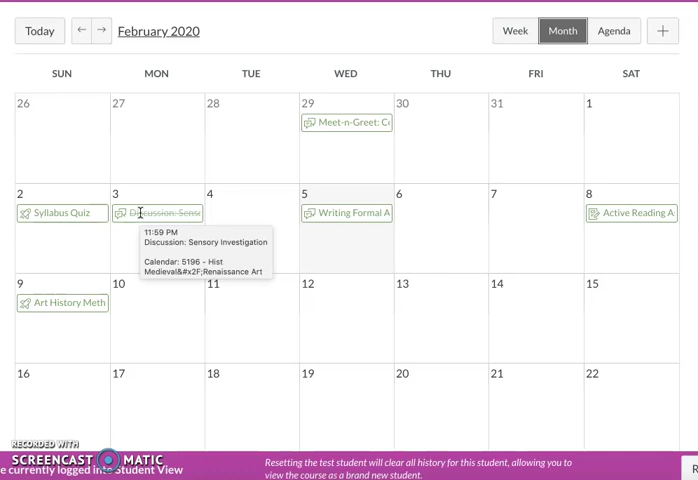 Today ← → February 2020 Week Month Agenda +
SUN MON TUE WED THU FRI SAT
26 27 28 29 30 31 1
Meet-n-Greet: C
2 3 4 5 6 7 8
Syllabus Quiz Discussion: Sens Writing Formal A Active Reading A
11:59 PM
Discussion: Sensory Investigation
Calendar: 5196 - Hist
Medieval&#x2F;Renaissance Art
9 10 11 12 13 14 15
Art History Meth
16 17 18 19 20 21 22
RECORDED WITH
SCREENCAST MATIC
e currently logged into Student View
Resetting the test student will clear all history for this student, allowing you to
view the course as a brand new student.
R